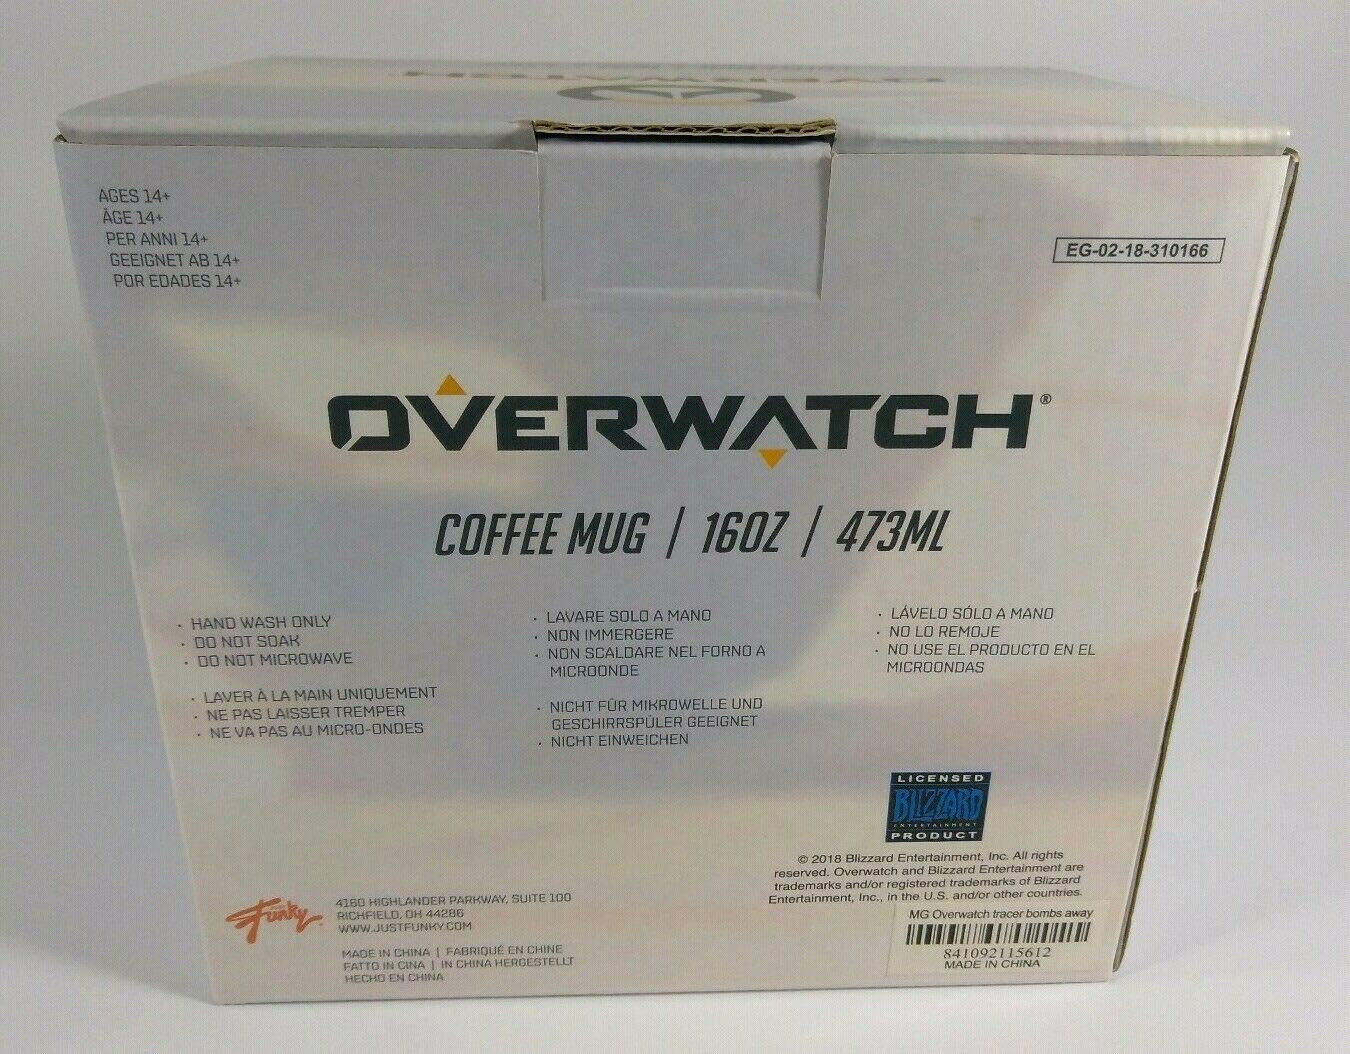 OVERWATCH
AGES 14+
ÂGE 14+
PER ANNI 14+
GEEIGNET AB 14+
POR EDADES 14+
EG-02-18-310166
OVERWATCH®
COFFEE MUG / 16OZ / 473ML
· HAND WASH ONLY
· DO NOT SOAK
· DO NOT MICROWAVE
· LAVER À LA MAIN UNIQUEMENT
· NE PAS LAISSER TREMPER
· NE VA PAS AU MICRO-ONDES
· LAVARE SOLO A MANO
· NON IMMERGERE
· NON SCALDARE NEL FORNO A
MICROONDE
· NICHT FÜR MIKROWELLE UND
GESCHIRRSPÜLER GEEIGNET
· NICHT EINWEICHEN
· LÁVELO SÓLO A MANO
· NO LO REMOJE
· NO USE EL PRODUCTO EN EL
MICROONDAS
LICENSED
BLIZZARD
ENTERTAINMENT
PRODUCT
© 2018 Blizzard Entertainment, Inc. All rights
reserved. Overwatch and Blizzard Entertainment are
trademarks and/or registered trademarks of Blizzard
Entertainment, Inc., in the U.S. and/or other countries.
Just Funky.
4160 HIGHLANDER PARKWAY, SUITE 100
RICHFIELD, OH 44286
WWW.JUSTFUNKY.COM
MADE IN CHINA | FABRIQUÉ EN CHINE
FATTO IN CINA | IN CHINA HERGESTELLT
HECHO EN CHINA
MG Overwatch tracer bombs away
841092115612
MADE IN CHINA